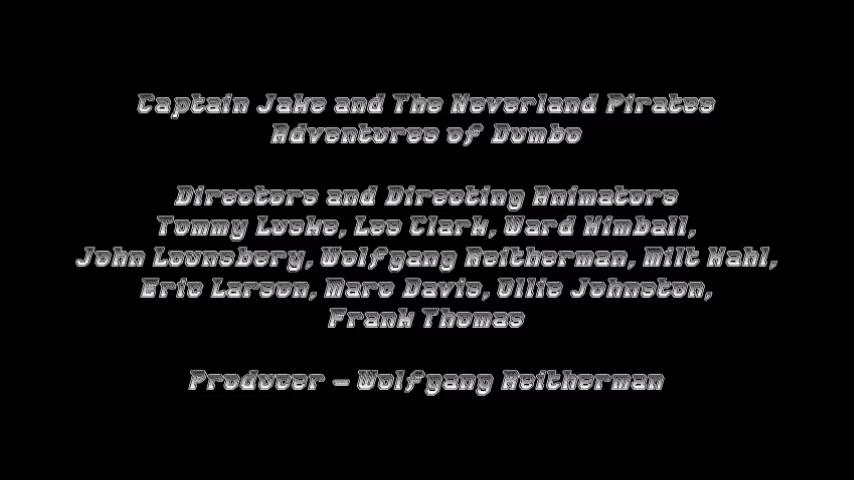 Captain Jake and The Neverland Pirates
Adventures of Dumbo
Directors and Directing Animators
Tommy Luske, Les Clark, Ward Kimball,
John Lounsbery, Wolfgang Reitherman, Milt Kahl,
Eric Larson, Marc Davis, Ollie Johnston,
Frank Thomas
Producer - Wolfgang Reitherman